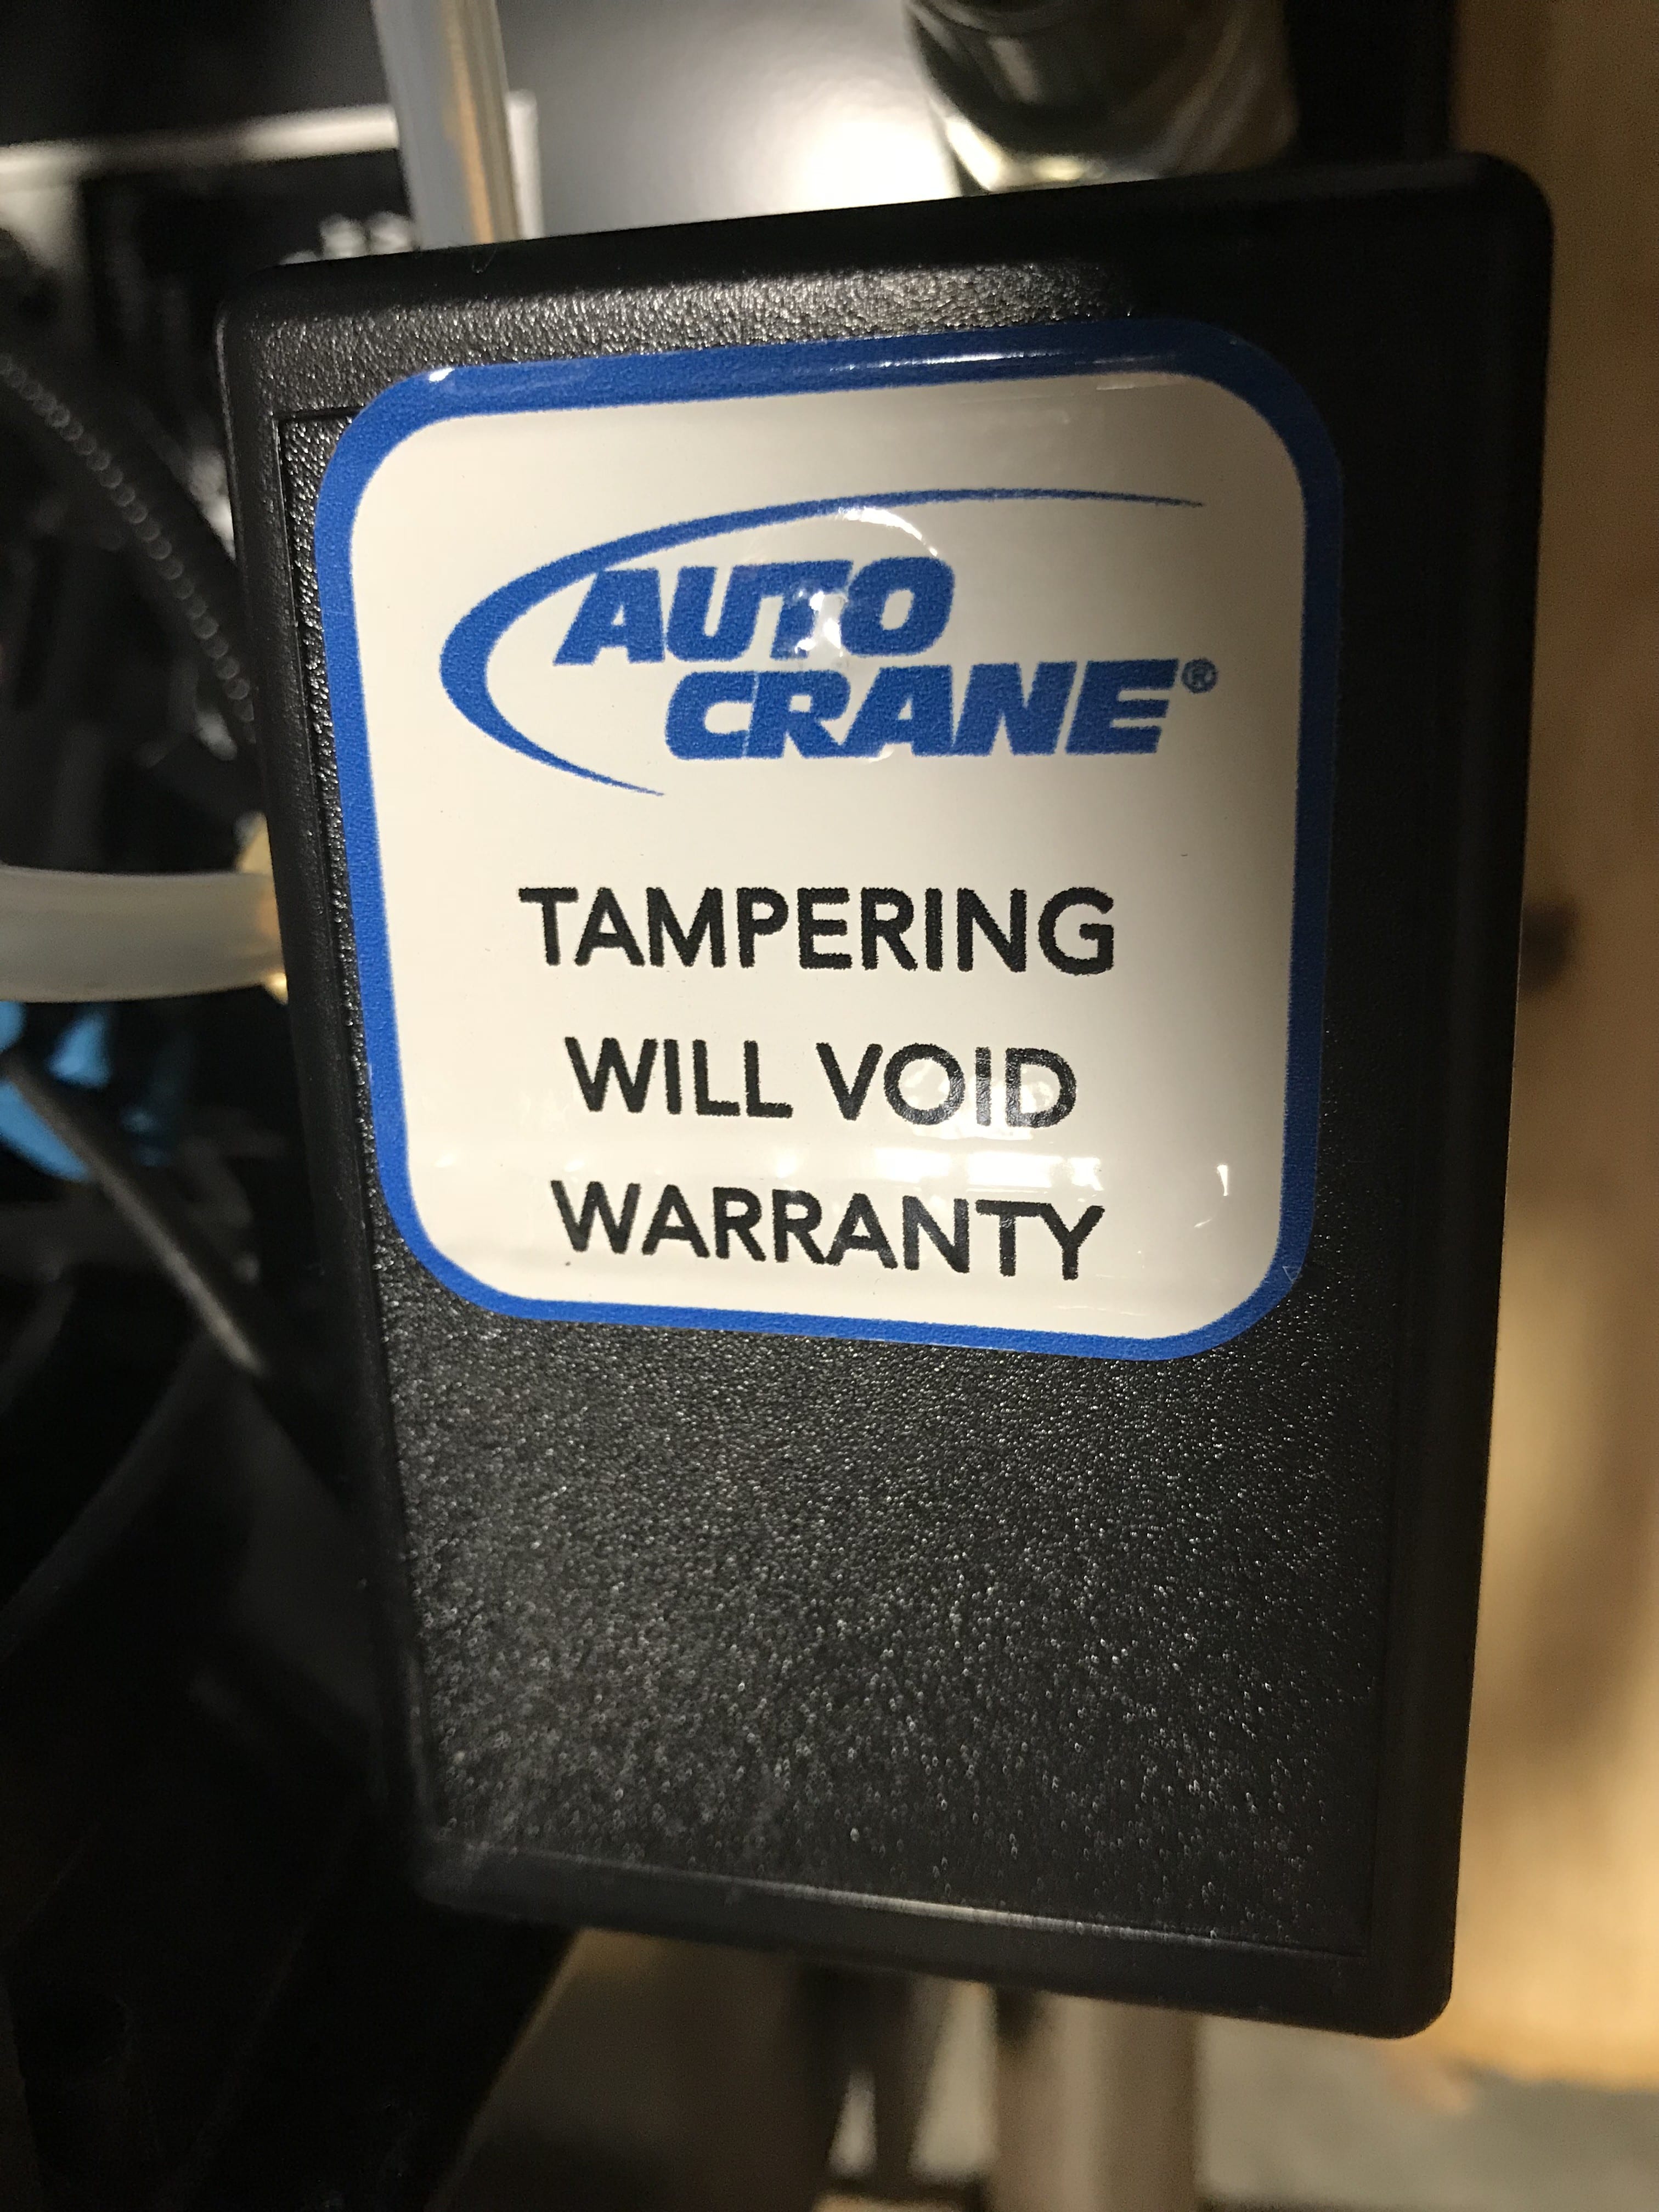 AUTO
CRANE®
TAMPERING
WILL VOID
WARRANTY